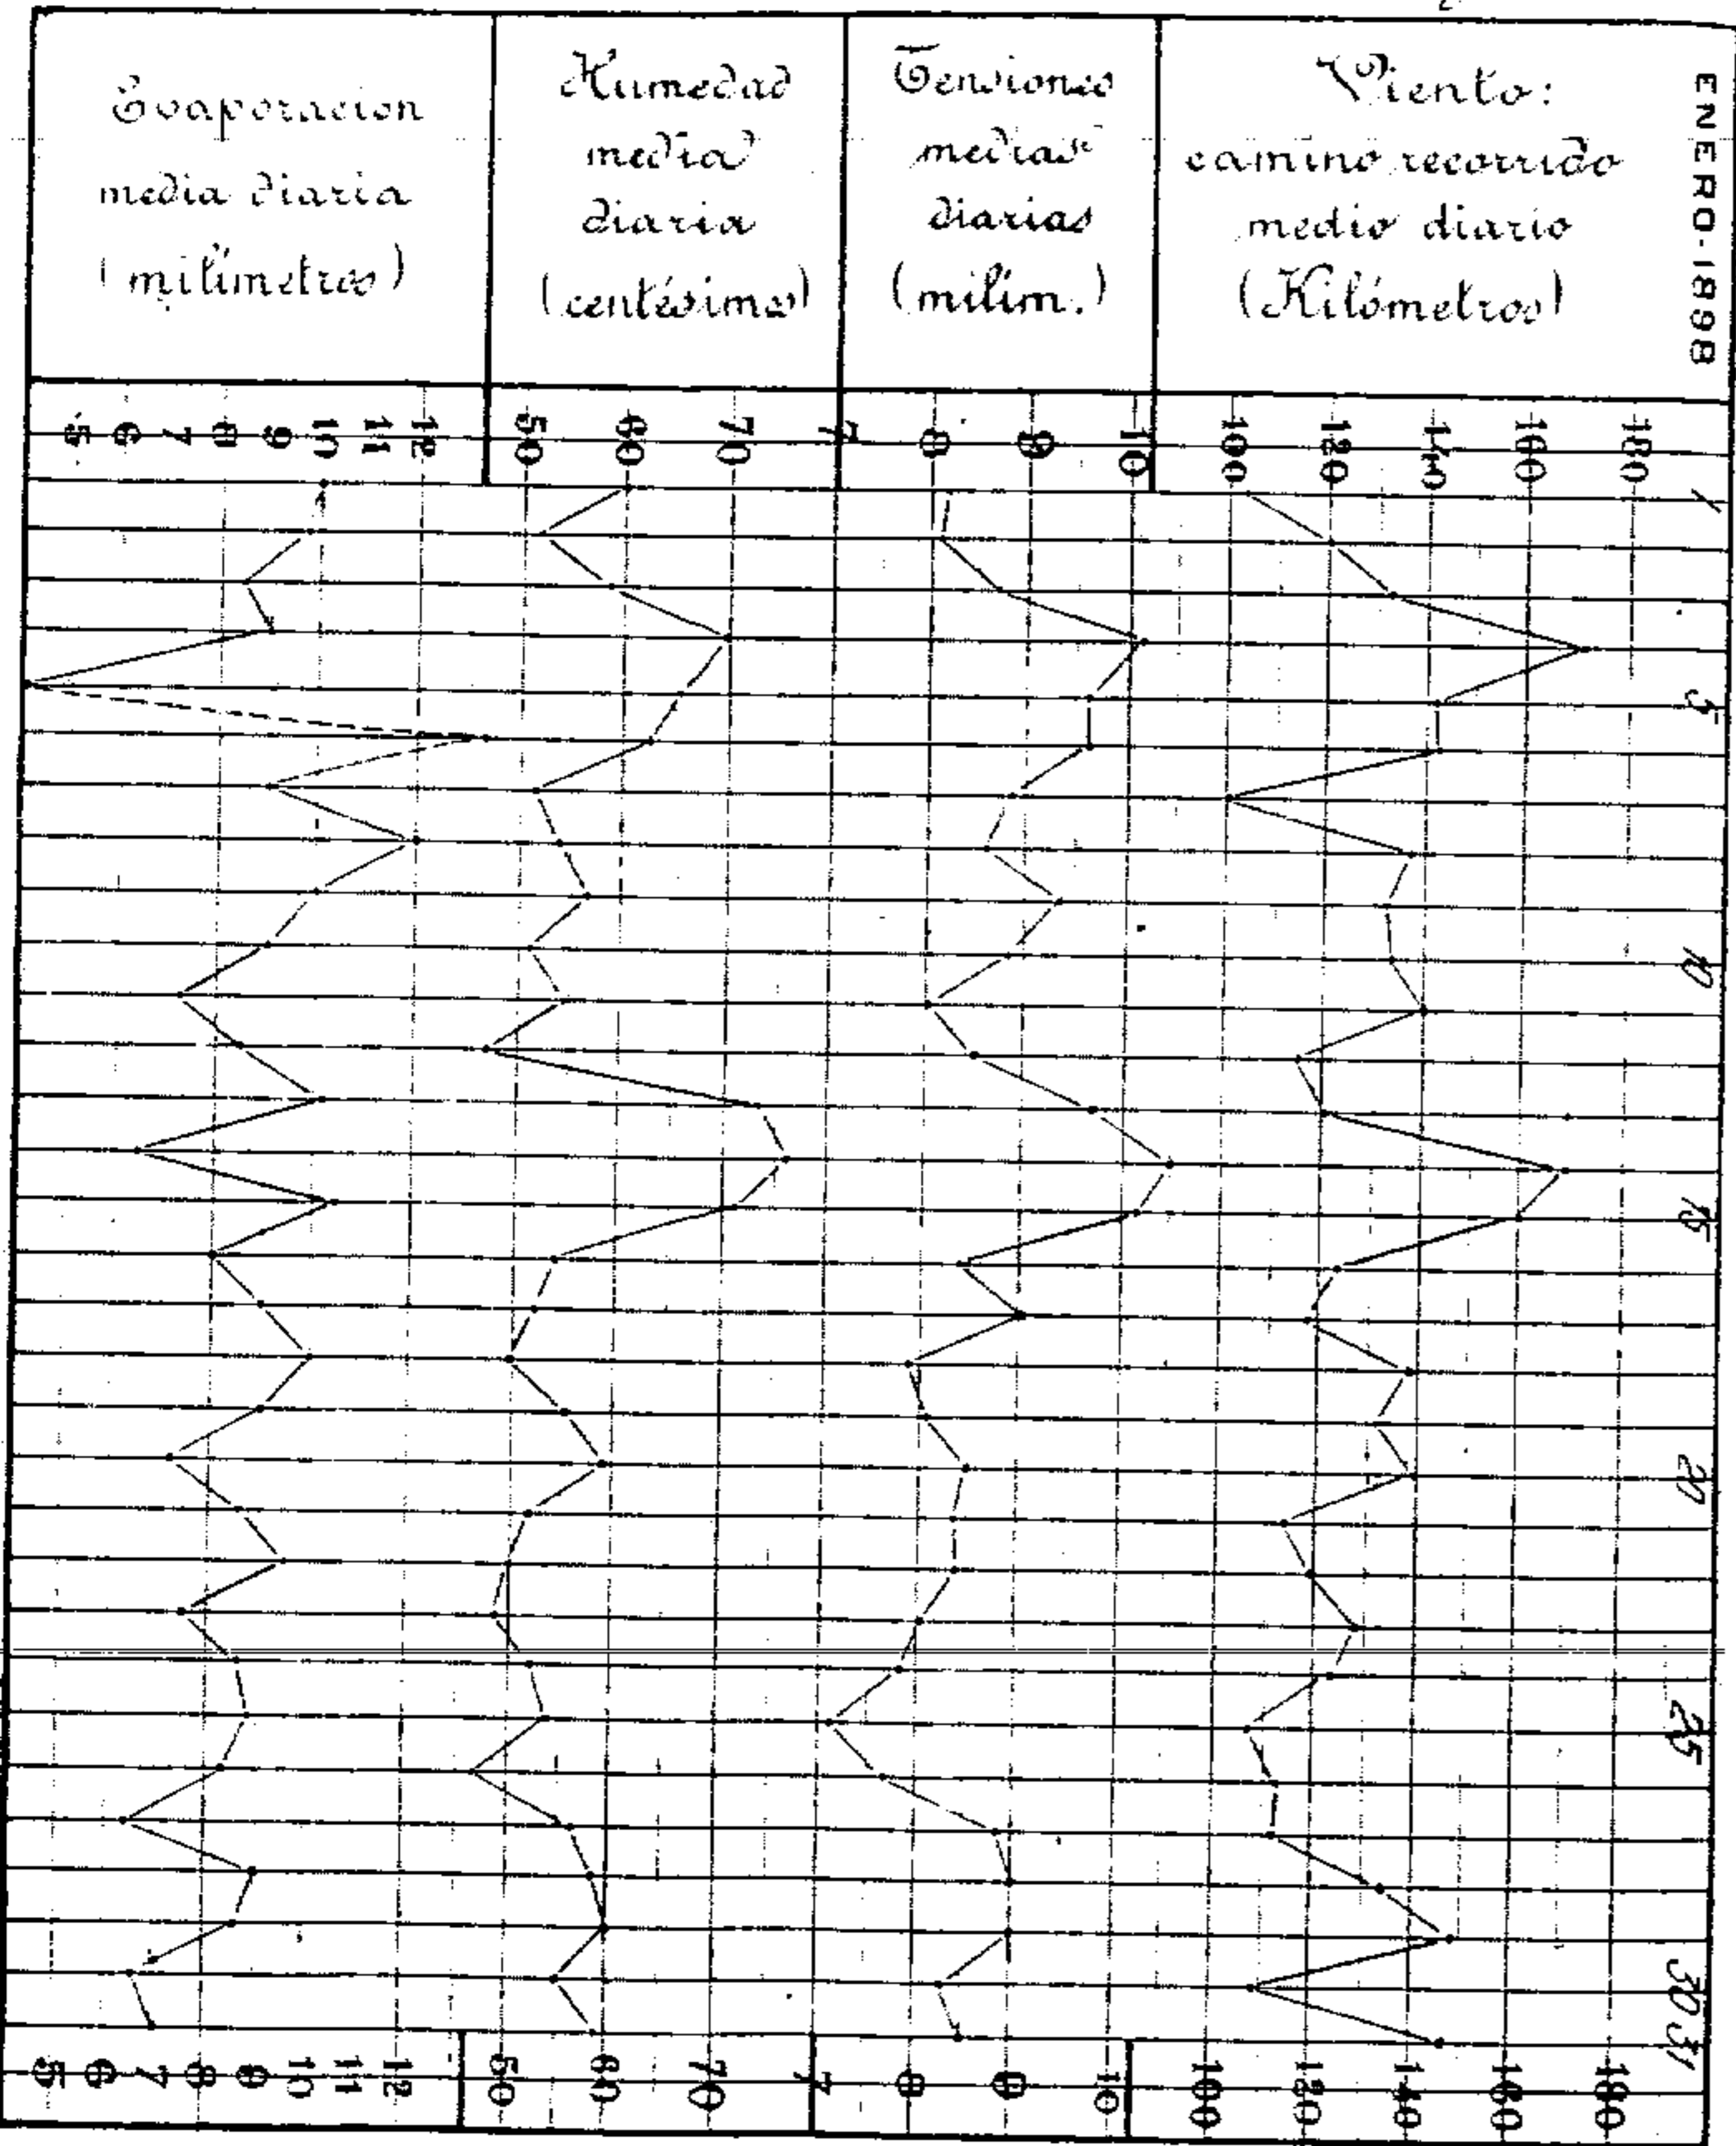 ENERO-1898
Evaporacion
media diaria
(milímetros)
Humedad
media
diaria
(centésimas)
Tensiones
medias
diarias
(milím.)
Viento:
camino recorrido
medio diario
(Kilómetros)
5 6 7 8 9 10 11 12 50 60 70 7 8 9 10 100 120 140 160 180
1
5
10
15
20
25
30 31
5 6 7 8 9 10 11 12 50 60 70 7 8 9 10 100 120 140 160 180